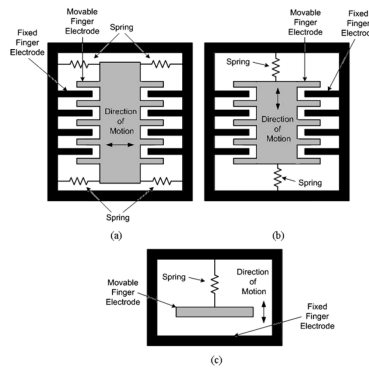 Movable
Finger
Electrode
Spring
Fixed
Finger
Electrode
Direction
of
Motion
Spring
(a)
Movable
Finger
Electrode
Fixed
Finger
Spring
Direction
of
Motion
Spring
(b)
Movable
Finger
Electrode
Spring
Direction
of Motion
Fixed
Finger
Electrode
(c)